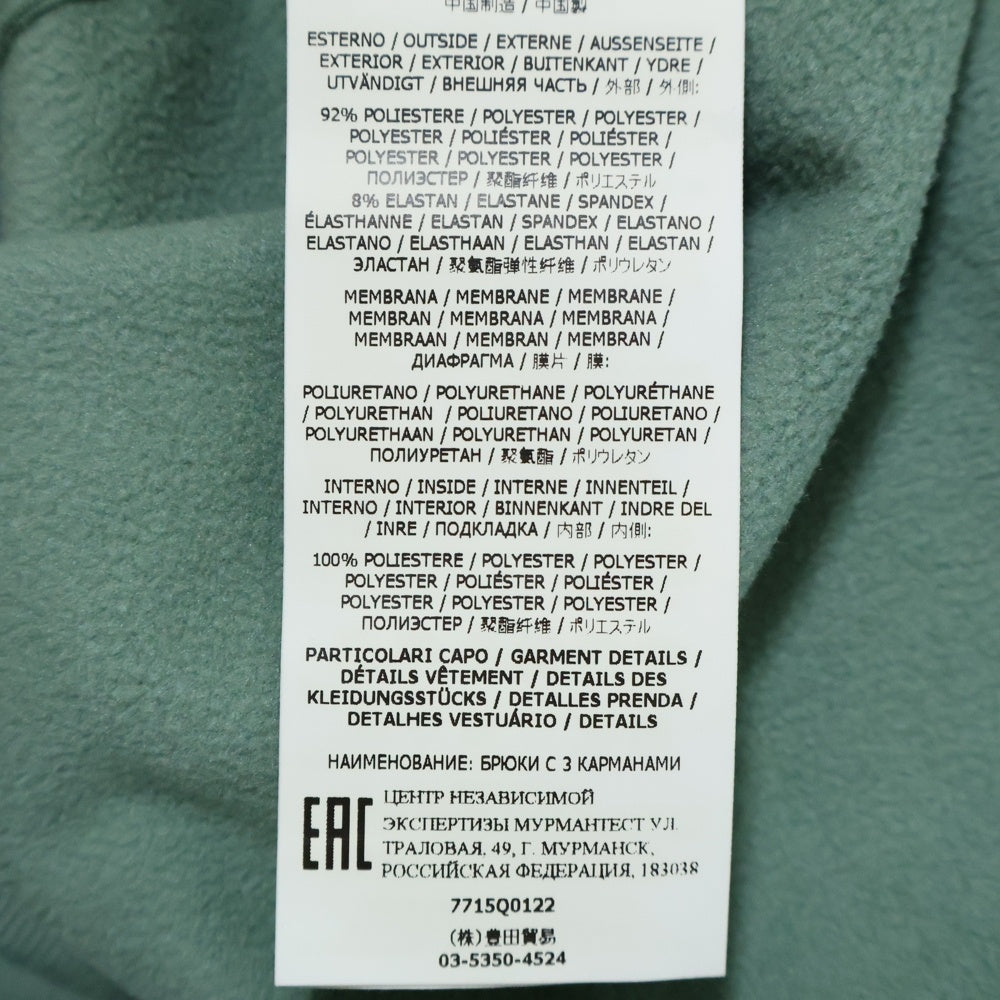 中国制造 / 中国製
ESTERNO / OUTSIDE / EXTERNE / AUSSENSEITE /
EXTERIOR / EXTERIOR / BUITENKANT / YDRE /
UTVÄNDIGT / ВНЕШНЯЯ ЧАСТЬ / 外部 / 外側:
92% POLIESTERE / POLYESTER / POLYESTER /
POLYESTER / POLIÉSTER / POLIÉSTER /
POLYESTER / POLYESTER / POLYESTER /
ПОЛИЭСТЕР / 聚酯纤维 / ポリエステル
8% ELASTAN / ELASTANE / SPANDEX /
ÉLASTHANNE / ELASTAN / SPANDEX / ELASTANO /
ELASTANO / ELASTHAAN / ELASTHAN / ELASTAN /
ЭЛАСТАН / 聚氨酯弹性纤维 / ポリウレタン
MEMBRANA / MEMBRANE / MEMBRANE /
MEMBRAN / MEMBRANA / MEMBRANA /
MEMBRAAN / MEMBRAN / MEMBRAN /
ДИАФРАГМА / 膜片 / 膜:
POLIURETANO / POLYURETHANE / POLYURÉTHANE
/ POLYURETHAN / POLIURETANO / POLIURETANO /
POLYURETHAAN / POLYURETHAN / POLYURETAN /
ПОЛИУРЕТАН / 聚氨酯 / ポリウレタン
INTERNO / INSIDE / INTERNE / INNENTEIL /
INTERNO / INTERIOR / BINNENKANT / INDRE DEL
/ INRE / ПОДКЛАДКА / 内部 / 内側:
100% POLIESTERE / POLYESTER / POLYESTER /
POLYESTER / POLIÉSTER / POLIÉSTER /
POLYESTER / POLYESTER / POLYESTER /
ПОЛИЭСТЕР / 聚酯纤维 / ポリエステル
PARTICOLARI CAPO / GARMENT DETAILS /
DÉTAILS VÊTEMENT / DETAILS DES
KLEIDUNGSSTÜCKS / DETALLES PRENDA /
DETALHES VESTUÁRIO / DETAILS
НАИМЕНОВАНИЕ: БРЮКИ С 3 КАРМАНАМИ
EAC
ЦЕНТР НЕЗАВИСИМОЙ
ЭКСПЕРТИЗЫ МУРМАНТЕСТ УЛ.
ТРАЛОВАЯ, 49, Г. МУРМАНСК,
РОССИЙСКАЯ ФЕДЕРАЦИЯ, 183038
7715Q0122
(株)豊田貿易
03-5350-4524